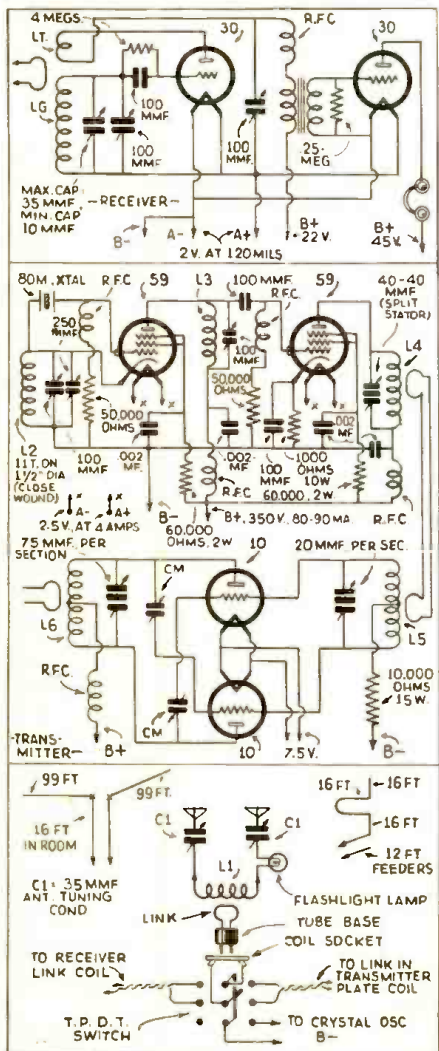 4 MEGS.
30
R.F.C
30
LT.
LG
100
MMF.
100
MMF.
100
MMF.
.25-
MEG
MAX. CAP.
35 MMF.
MIN. CAP
10 MMF
-RECEIVER-
B-
A-
A+
B+
+22 V.
B+
45 V.
2 V. AT 120 MILS
80M. XTAL
R.F.C
59
L3
100 MMF.
R.F.C
59
40-40
MMF
(SPLIT
STATOR)
250
MMF
100
MMF.
L4
50,000
OHMS
50,000
OHMS
L2
11 T. ON
1 1/2" DIA
(CLOSE
WOUND)
100
MMF
.002
MF.
.002
MF
100
MMF
1000
OHMS
10W
.002
MF.
X
X
X
X
X
X
A-
A+
2.5 V. AT 4 AMPS
B-
R.F.C
60,000. 2W
60,000
OHMS, 2W
B+. 350 V. 80-90 MA.
R.F.C
75 MMF. PER
SECTION
CM
10
20 MMF. PER SEC.
L6
L5
R.F.C.
CM
10,000
OHMS
15 W.
-TRANS-
MITTER-
B+
10
7.5 V.
B-
99 FT
99 FT.
16 FT
IN ROOM
C1
C1
16 FT
16 FT
16 FT
12 FT
FEEDERS
L1
C1 = 35 MMF
ANT. TUNING
COND
FLASHLIGHT LAMP
LINK
TUBE BASE
COIL SOCKET
TO RECEIVER
LINK COIL
TO LINK IN
TRANSMITTER
PLATE COIL
T.P.D.T.
SWITCH
TO CRYSTAL OSC
B-